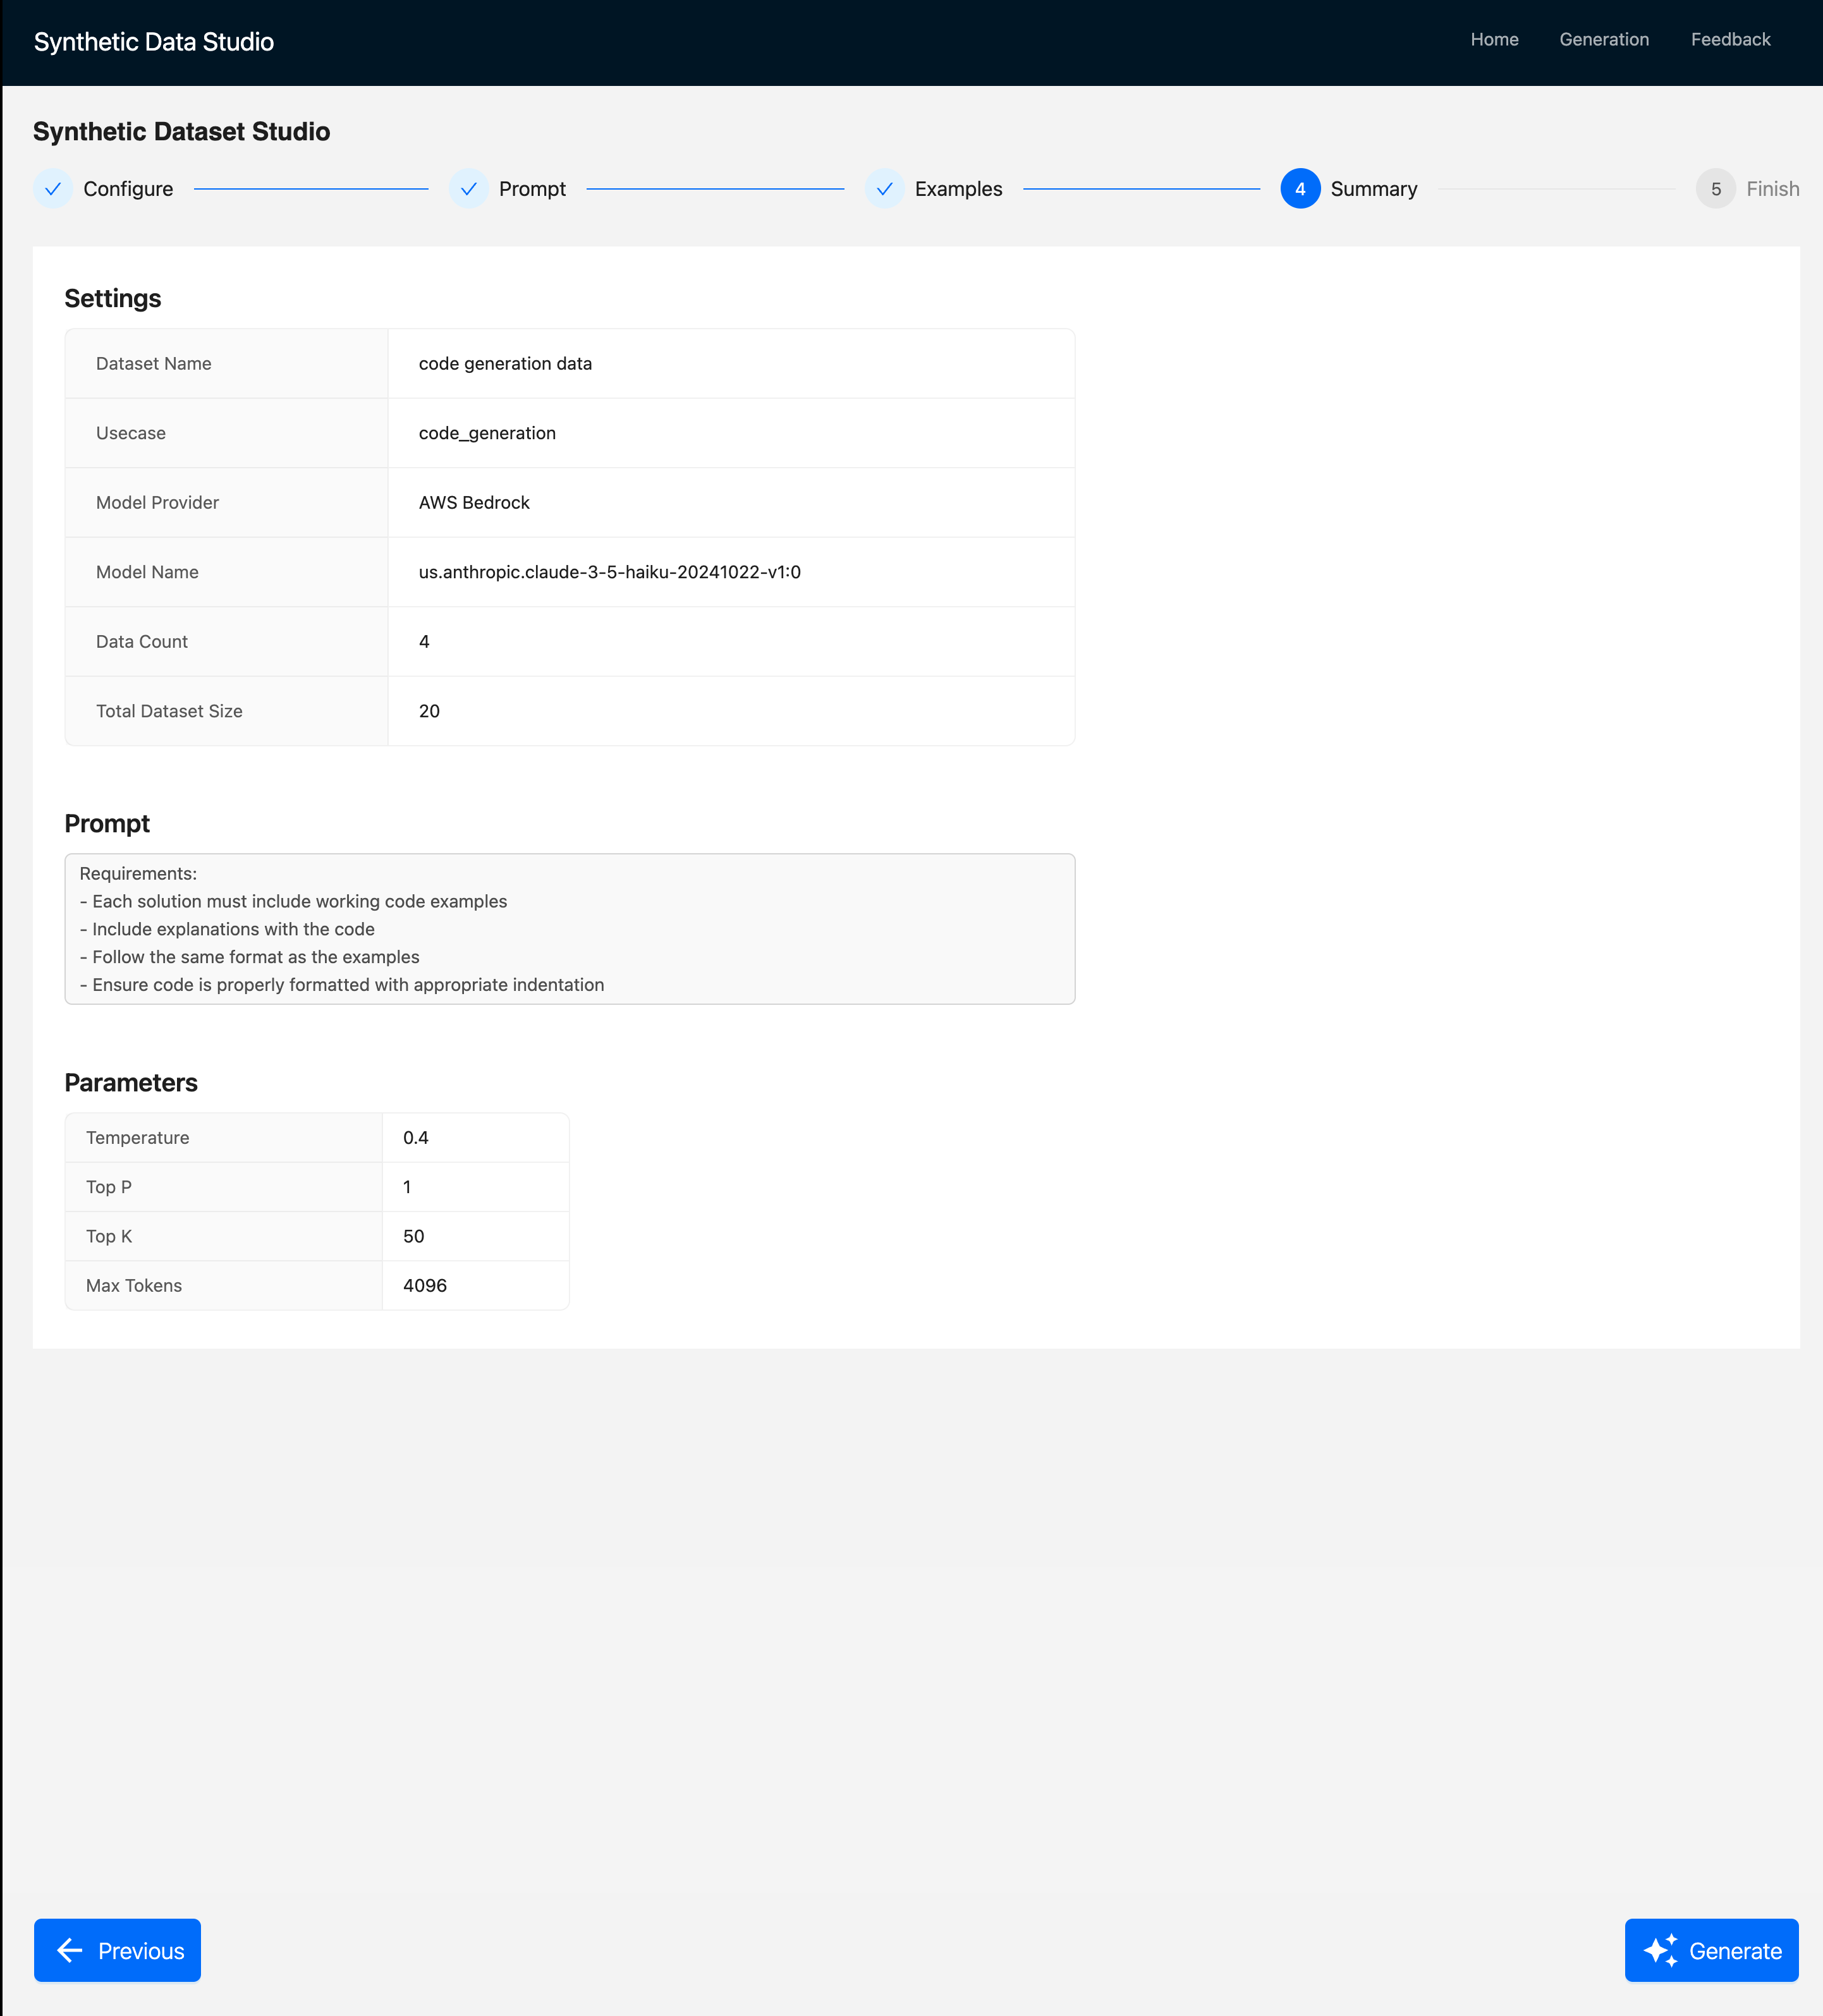 Synthetic Data Studio
Home Generation Feedback
Synthetic Dataset Studio
Configure Prompt Examples 4 Summary 5 Finish
Settings
Dataset Name code generation data
Usecase code_generation
Model Provider AWS Bedrock
Model Name us.anthropic.claude-3-5-haiku-20241022-v1:0
Data Count 4
Total Dataset Size 20
Prompt
Requirements:
- Each solution must include working code examples
- Include explanations with the code
- Follow the same format as the examples
- Ensure code is properly formatted with appropriate indentation
Parameters
Temperature 0.4
Top P 1
Top K 50
Max Tokens 4096
Previous Generate